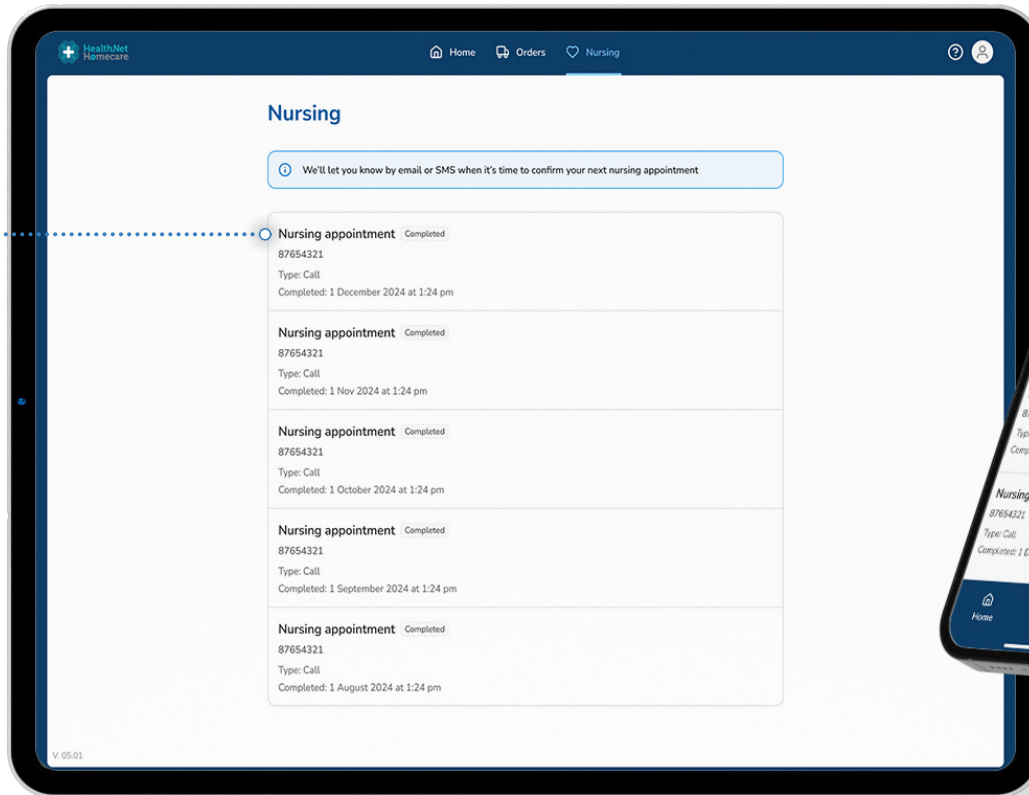 HealthNet
Homecare
Home
Orders
Nursing
Nursing
We'll let you know by email or SMS when it's time to confirm your next nursing appointment
Nursing appointment Completed
87654321
Type: Call
Completed: 1 December 2024 at 1:24 pm
Nursing appointment Completed
87654321
Type: Call
Completed: 1 Nov 2024 at 1:24 pm
Nursing appointment Completed
87654321
Type: Call
Completed: 1 October 2024 at 1:24 pm
Nursing appointment Completed
87654321
Type: Call
Completed: 1 September 2024 at 1:24 pm
Nursing appointment Completed
87654321
Type: Call
Completed: 1 August 2024 at 1:24 pm
V. 05.01
Nursing
87654321
Type: Call
Completed: 1
Home